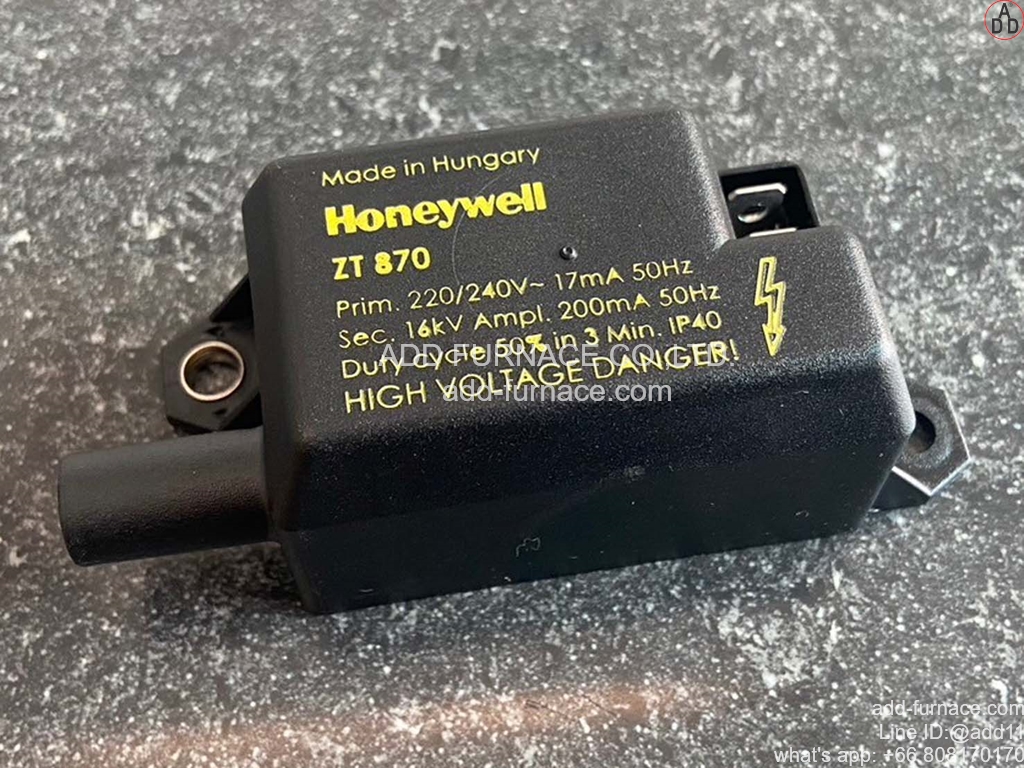 ADD
Made in Hungary
Honeywell
ZT 870
Prim. 220/240V~ 17mA 50Hz
Sec. 16kV Ampl. 200mA 50Hz
Duty cycle 50% in 3 Min. IP40
HIGH VOLTAGE DANGER!
ADD FURNACE CO.,LTD.
add-furnace.com
add-furnace.com
Line ID:@add11
what's app: +66 808170170